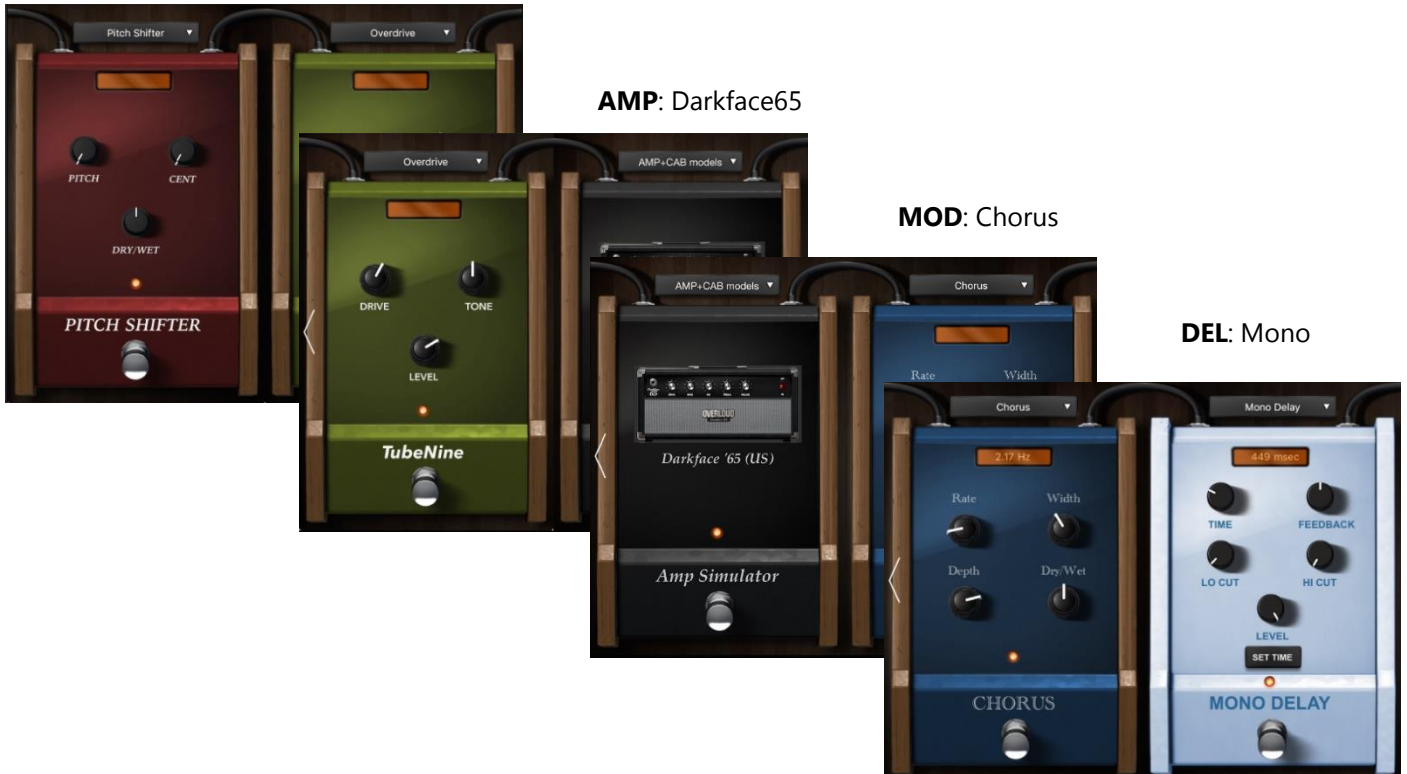 Pitch Shifter
Overdrive
PITCH
CENT
DRY/WET
PITCH SHIFTER
AMP: Darkface65
Overdrive
AMP+CAB models
DRIVE
TONE
LEVEL
TubeNine
MOD: Chorus
AMP+CAB models
Chorus
OVERLOUD
Darkface '65 (US)
Amp Simulator
Rate
Width
DEL: Mono
Chorus
Mono Delay
2.17 Hz
449 msec
Rate
Width
Depth
Dry/Wet
CHORUS
TIME
FEEDBACK
LO CUT
HI CUT
LEVEL
SET TIME
MONO DELAY